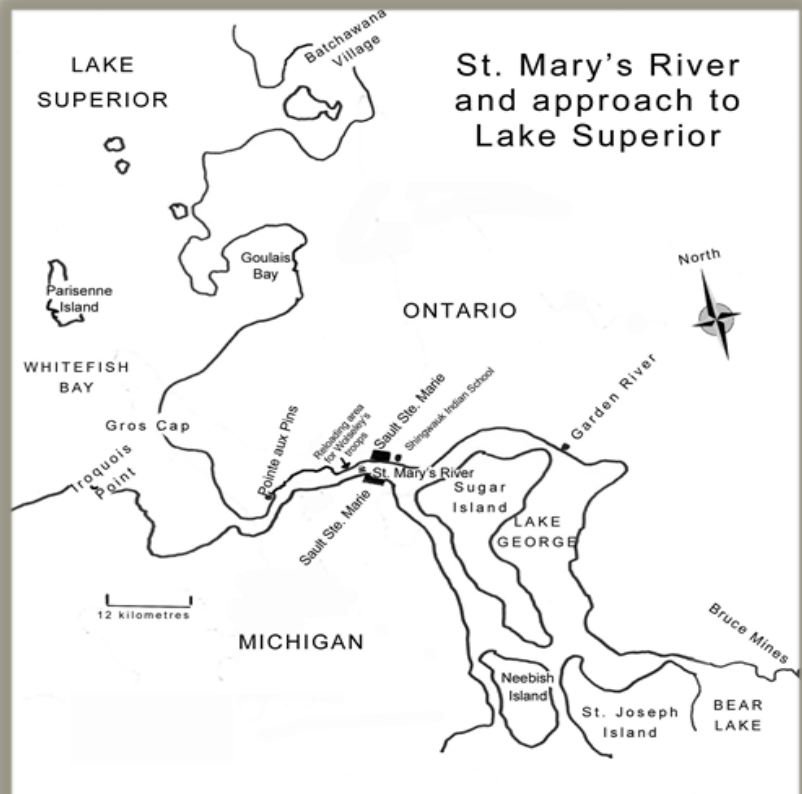 St. Mary's River
and approach to
Lake Superior
LAKE
SUPERIOR
Batchawana
Village
Goulais
Bay
Parisenne
Island
North
ONTARIO
WHITEFISH
BAY
Gros Cap
Iroquois
Point
Pointe aux Pins
Reloading area
for Wolseley's
troops
Sault Ste. Marie
Shingwauk Indian School
Garden River
St. Mary's River
Sault Ste. Marie
Sugar
Island
LAKE
GEORGE
12 kilometres
MICHIGAN
Neebish
Island
St. Joseph
Island
Bruce Mines
BEAR
LAKE